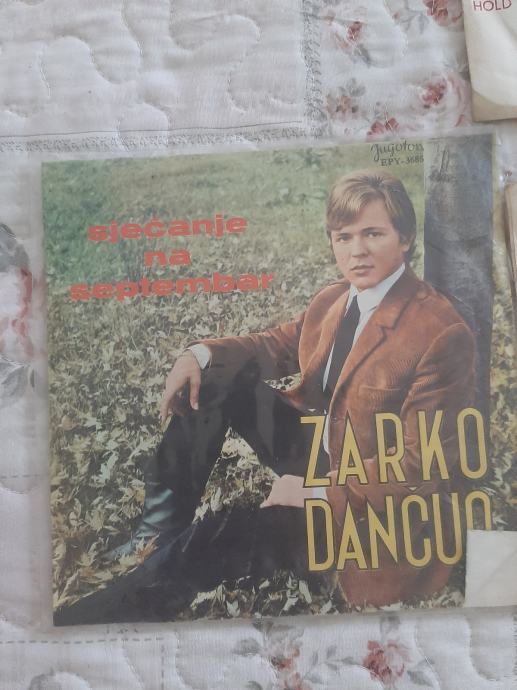 HOLD
Jugoton
EPY-3685
sjećanje
na
septembar
ZARKO
DANČUO